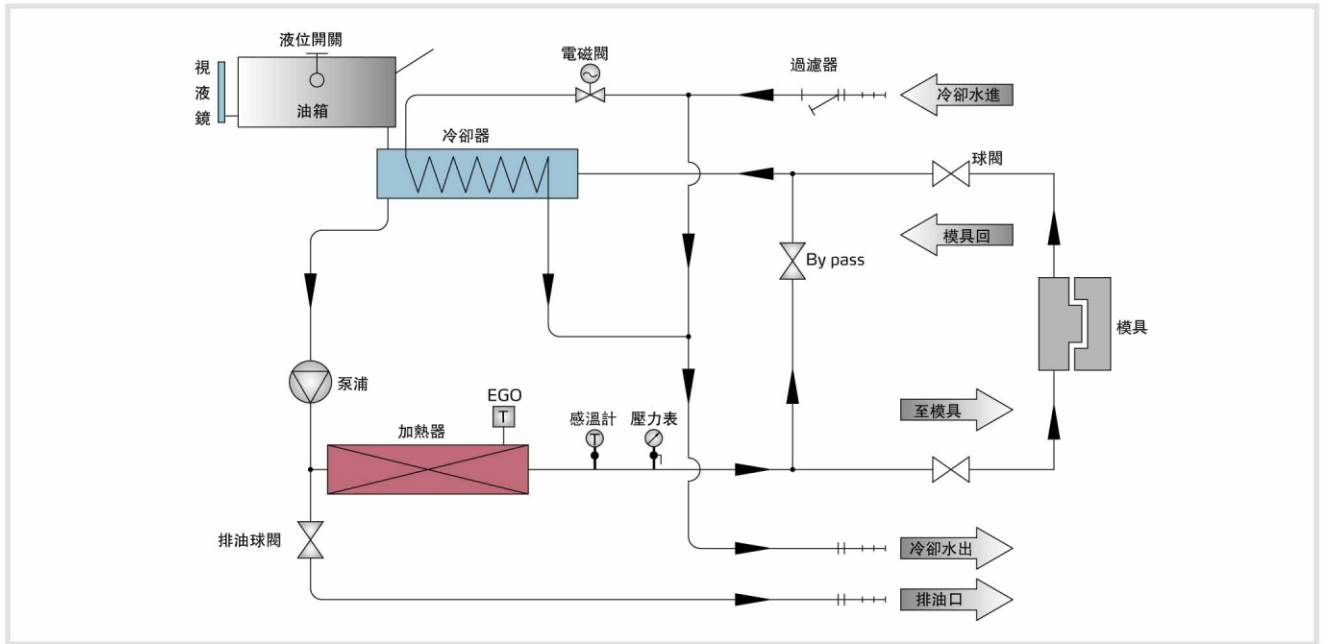 液位開關
視液鏡
油箱
電磁閥
過濾器
冷卻水進
冷卻器
球閥
模具回
By pass
模具
泵浦
EGO
T
感溫計
T
壓力表
至模具
加熱器
排油球閥
冷卻水出
排油口